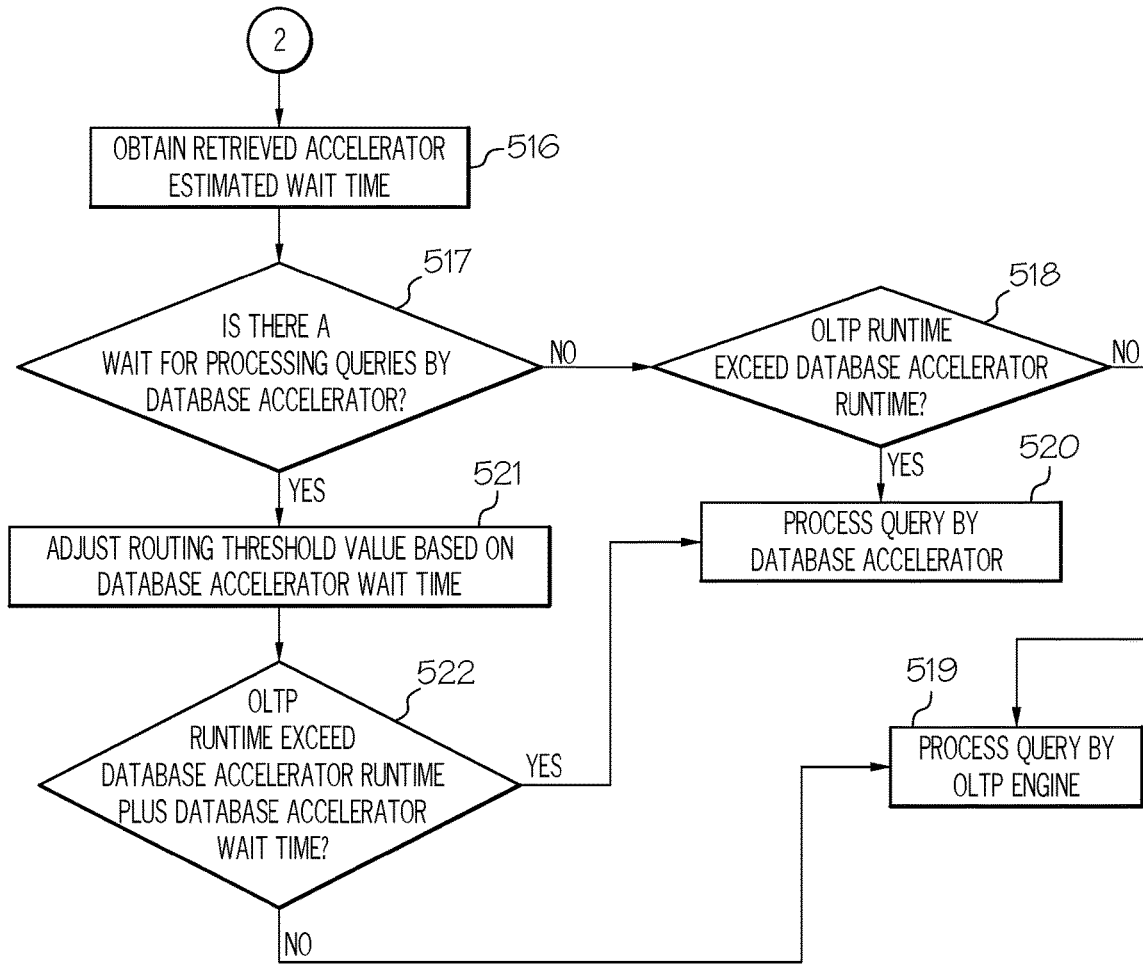 2
OBTAIN RETRIEVED ACCELERATOR
ESTIMATED WAIT TIME
516
517
IS THERE A
WAIT FOR PROCESSING QUERIES BY
DATABASE ACCELERATOR?
NO
518
OLTP RUNTIME
EXCEED DATABASE ACCELERATOR
RUNTIME?
NO
YES
YES
520
PROCESS QUERY BY
DATABASE ACCELERATOR
521
ADJUST ROUTING THRESHOLD VALUE BASED ON
DATABASE ACCELERATOR WAIT TIME
522
OLTP
RUNTIME EXCEED
DATABASE ACCELERATOR RUNTIME
PLUS DATABASE ACCELERATOR
WAIT TIME?
YES
519
PROCESS QUERY BY
OLTP ENGINE
NO